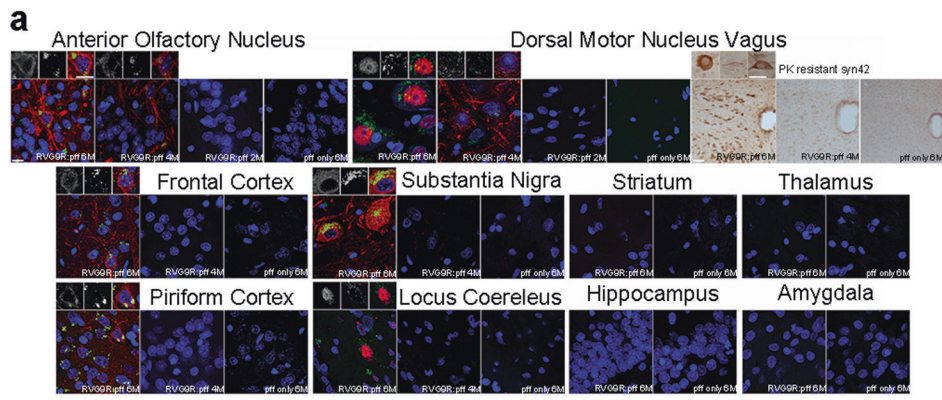 a
Anterior Olfactory Nucleus
Dorsal Motor Nucleus Vagus
PK resistant syn42
RVG9R:pff 6M
RVG9R:pff 4M
RVG9R:pff 2M
pff only 6M
RVG9R:pff 6M
RVG9R:pff 4M
RVG9R:pff 2M
pff only 6M
RVG9R:pff 6M
RVG9R:pff 4M
pff only 6M
Frontal Cortex
Substantia Nigra
Striatum
Thalamus
RVG9R:pff 6M
RVG9R:pff 4M
pff only 6M
RVG9R:pff 6M
RVG9R:pff 4M
pff only 6M
RVG9R:pff 6M
pff only 6M
RVG9R:pff 6M
pff only 6M
Piriform Cortex
Locus Coereleus
Hippocampus
Amygdala
RVG9R:pff 6M
RVG9R:pff 4M
pff only 6M
RVG9R:pff 6M
RVG9R:pff 4M
pff only 6M
RVG9R:pff 6M
pff only 6M
RVG9R:pff 6M
pff only 6M